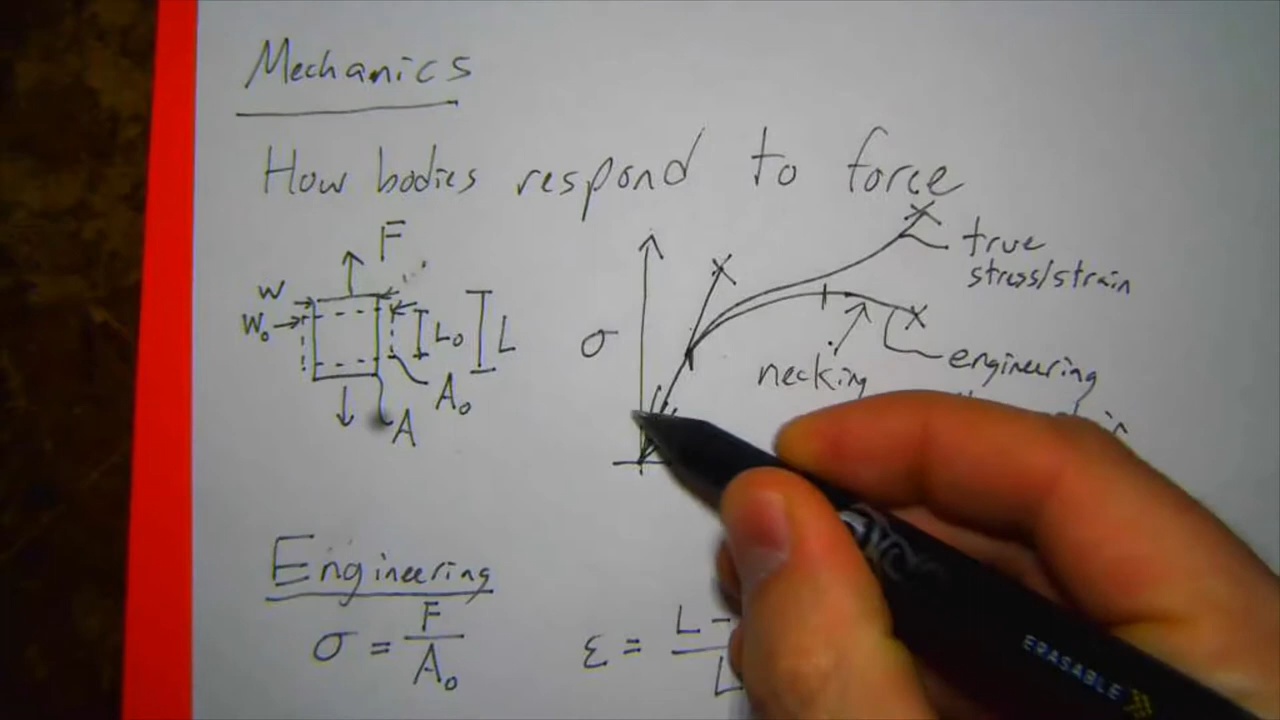 Mechanics
How bodies respond to force
F
w
W₀
L₀
L
A₀
A
σ
true
stress/strain
necking
engineering
Engineering
σ = F
A₀
ε = L -
L
ERASABLE